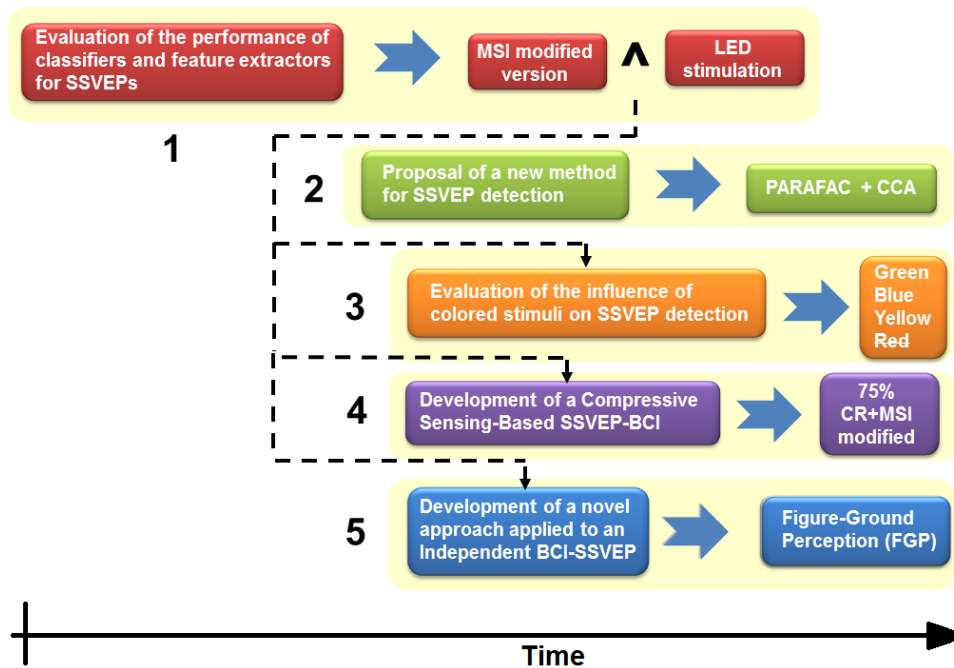 Evaluation of the performance of
classifiers and feature extractors
for SSVEPs
MSI modified
version
^
LED
stimulation
1
2
Proposal of a new method
for SSVEP detection
PARAFAC + CCA
3
Evaluation of the influence of
colored stimuli on SSVEP detection
Green
Blue
Yellow
Red
4
Development of a Compressive
Sensing-Based SSVEP-BCI
75%
CR+MSI
modified
5
Development of a novel
approach applied to an
Independent BCI-SSVEP
Figure-Ground
Perception (FGP)
Time